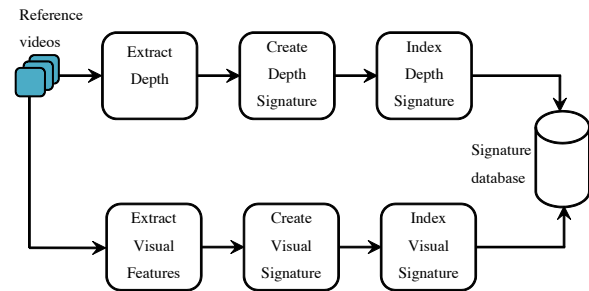 Reference
videos
Extract
Depth
Create
Depth
Signature
Index
Depth
Signature
Signature
database
Extract
Visual
Features
Create
Visual
Signature
Index
Visual
Signature